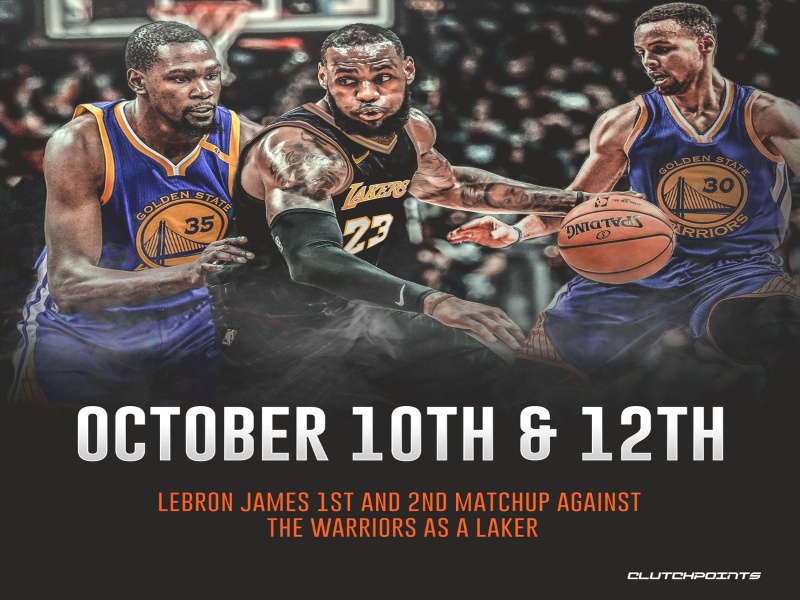 LAKERS
23
GOLDEN STATE
35
SPALDING
GOLDEN STATE
30
WARRIORS
OCTOBER 10TH & 12TH
LEBRON JAMES 1ST AND 2ND MATCHUP AGAINST
THE WARRIORS AS A LAKER
CLUTCHPOINTS